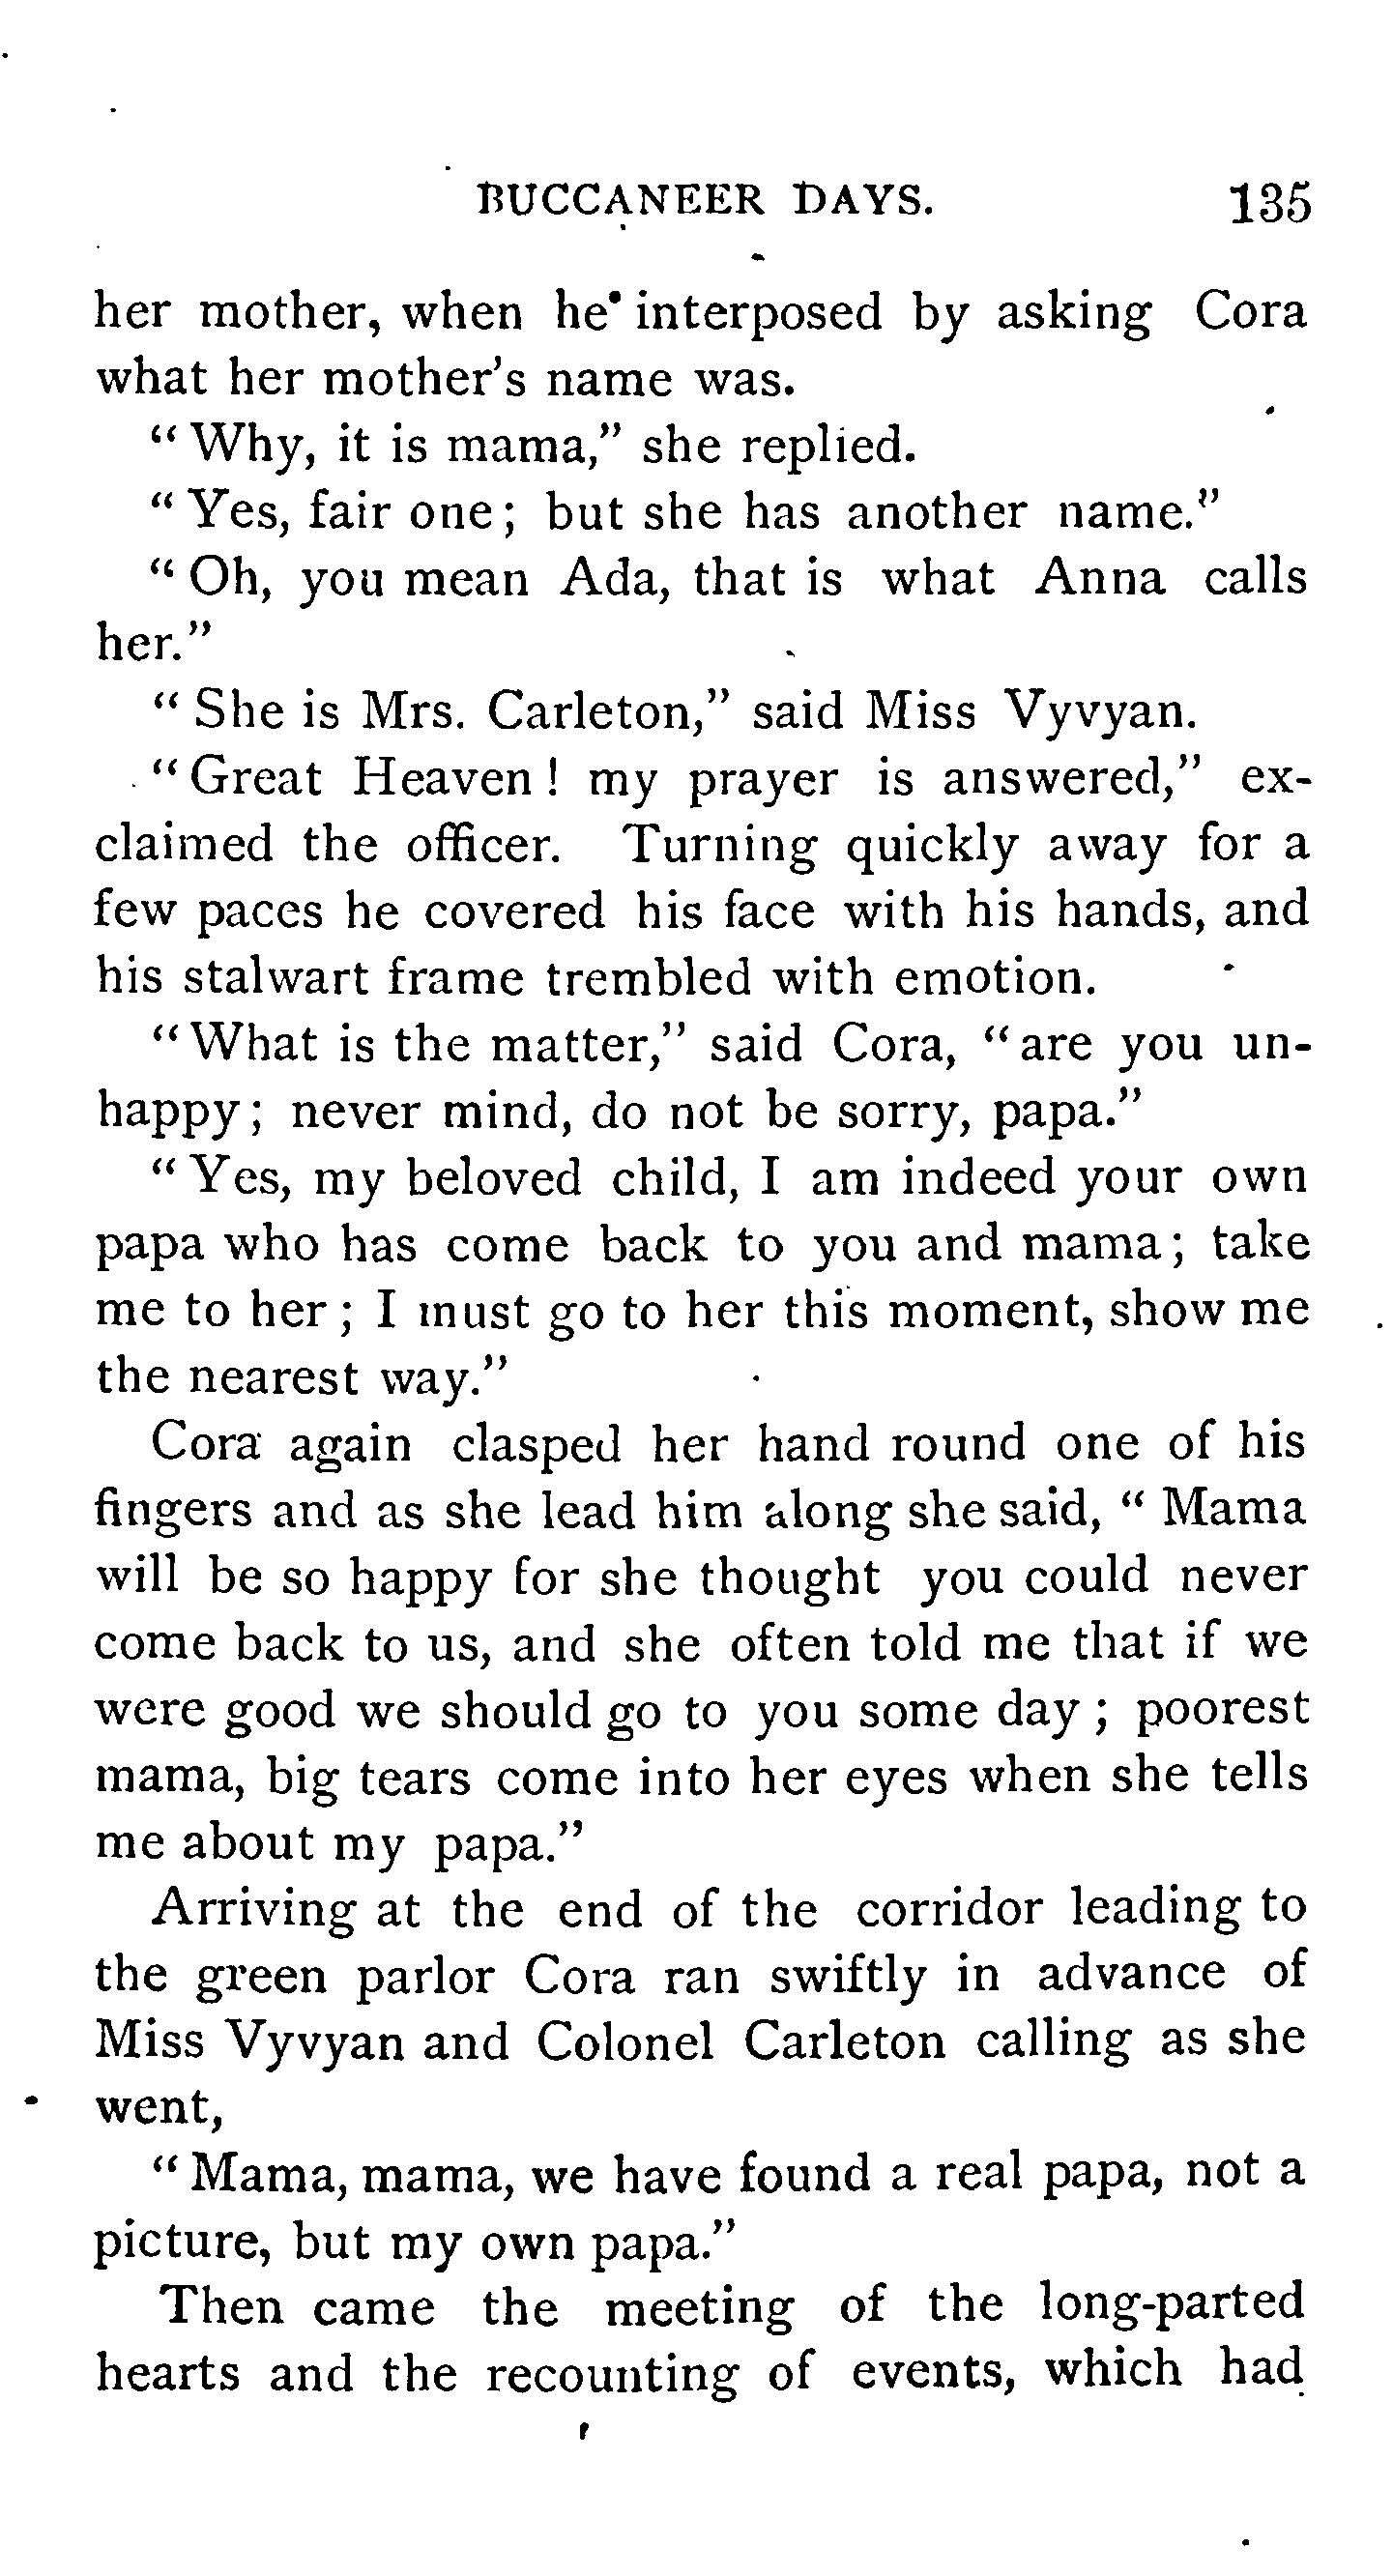 BUCCANEER DAYS. 135
her mother, when he interposed by asking Cora
what her mother's name was.
“ Why, it is mama,” she replied.
“ Yes, fair one ; but she has another name.”
“ Oh, you mean Ada, that is what Anna calls
her.”
“ She is Mrs. Carleton,” said Miss Vyvyan.
“ Great Heaven ! my prayer is answered,” ex-
claimed the officer. Turning quickly away for a
few paces he covered his face with his hands, and
his stalwart frame trembled with emotion.
“ What is the matter,” said Cora, “ are you un-
happy ; never mind, do not be sorry, papa.”
“ Yes, my beloved child, I am indeed your own
papa who has come back to you and mama ; take
me to her ; I must go to her this moment, show me
the nearest way.”
Cora again clasped her hand round one of his
fingers and as she lead him along she said, “ Mama
will be so happy for she thought you could never
come back to us, and she often told me that if we
were good we should go to you some day ; poorest
mama, big tears come into her eyes when she tells
me about my papa.”
Arriving at the end of the corridor leading to
the green parlor Cora ran swiftly in advance of
Miss Vyvyan and Colonel Carleton calling as she
went,
“ Mama, mama, we have found a real papa, not a
picture, but my own papa.”
Then came the meeting of the long-parted
hearts and the recounting of events, which had